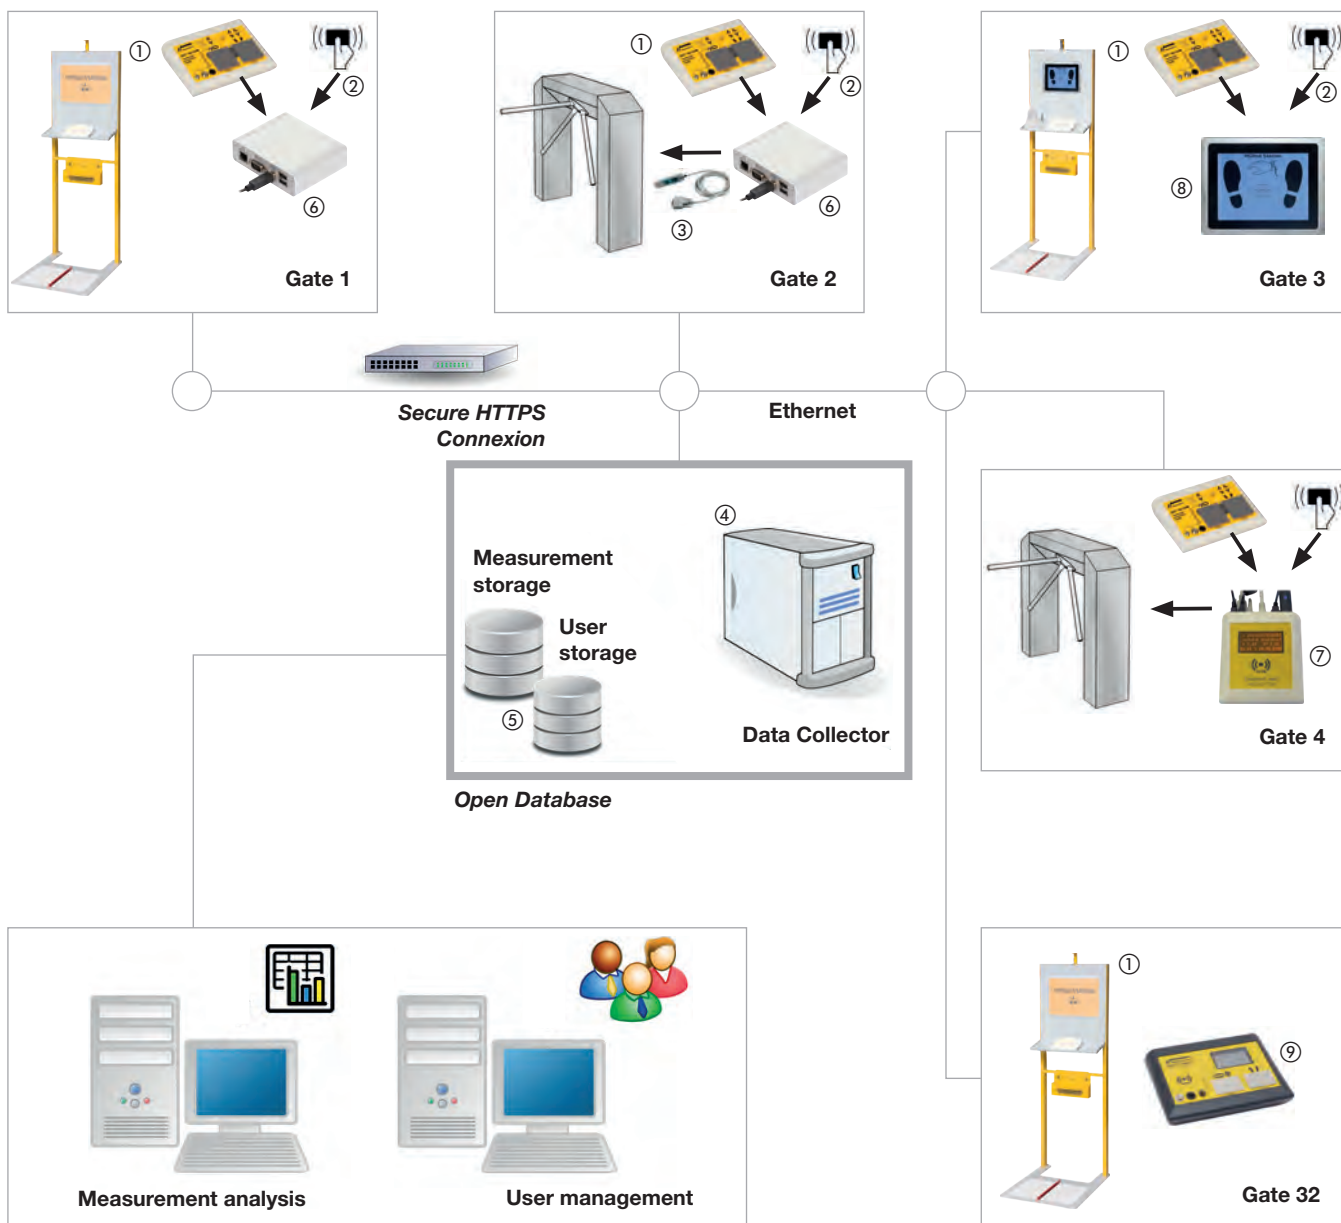 ①
②
⑥
Gate 1
①
②
③
⑥
Gate 2
①
②
⑧
Gate 3
Secure HTTPS
Connexion
Ethernet
④
Measurement
storage
User
storage
⑤
Data Collector
Open Database
⑦
Gate 4
Measurement analysis
User management
①
⑨
Gate 32